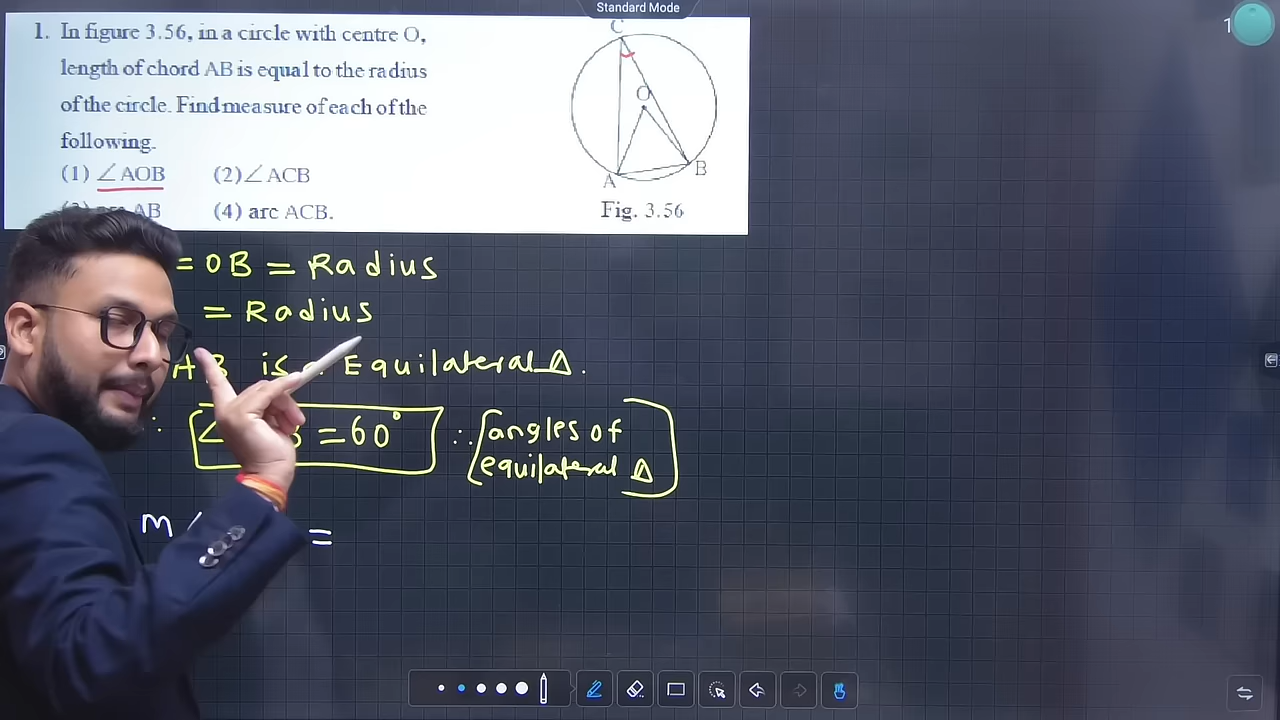 Standard Mode
1. In figure 3.56, in a circle with centre O,
length of chord AB is equal to the radius
of the circle. Find measure of each of the
following.
(1) ∠AOB (2) ∠ACB
AB (4) arc ACB.
C
O
A
B
Fig. 3.56
1
= OB = Radius
= Radius
AB is Equilateral Δ.
∴ ∠ = 60° ∴ [angles of
equilateral Δ]
m =